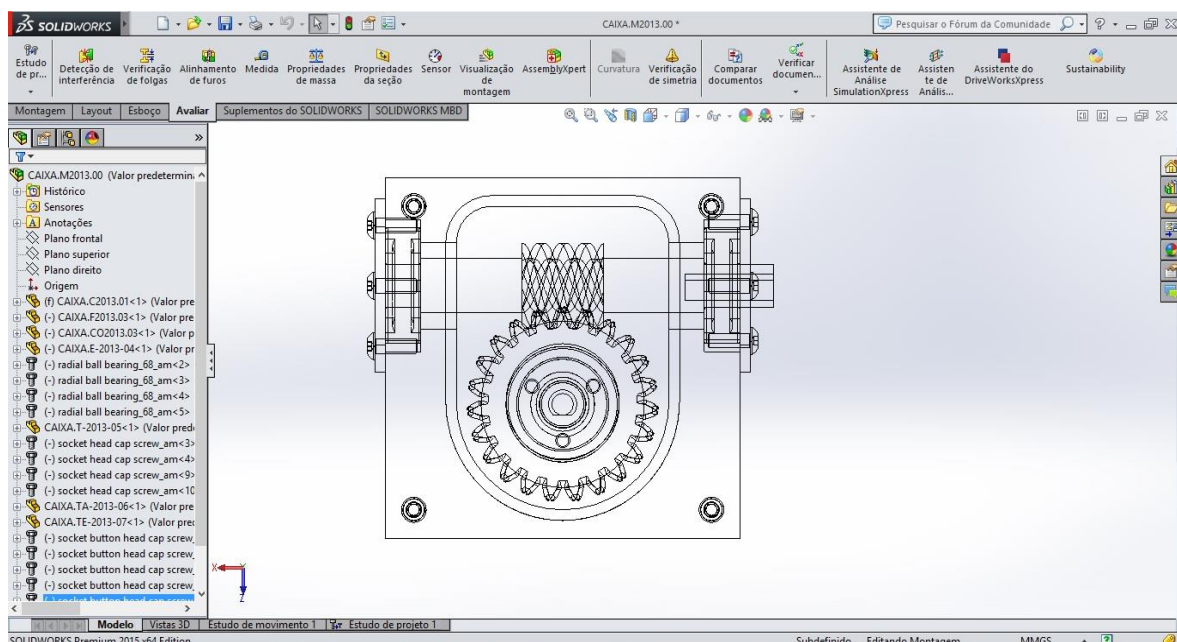 SOLIDWORKS
CAIXA.M2013.00 *
Pesquisar o Fórum da Comunidade
Estudo
de pr...
Detecção de
interferência
Verificação
de folgas
Alinhamento
de furos
Medida
Propriedades
de massa
Propriedades
da seção
Sensor
Visualização
de
montagem
AssemblyXpert
Curvatura
Verificação
de simetria
Comparar
documentos
Verificar
documen...
Assistente de
Análise
SimulationXpress
Assisten
te de
Anális...
Assistente do
DriveWorksXpress
Sustainability
Montagem
Layout
Esboço
Avaliar
Suplementos do SOLIDWORKS
SOLIDWORKS MBD
CAIXA.M2013.00 (Valor predetermin
Histórico
Sensores
Anotações
Plano frontal
Plano superior
Plano direito
Origem
(f) CAIXA.C2013.01<1> (Valor pre
(-) CAIXA.F2013.03<1> (Valor pre
(-) CAIXA.CO2013.03<1> (Valor p
(-) CAIXA.E-2013-04<1> (Valor pr
(-) radial ball bearing_68_am<2>
(-) radial ball bearing_68_am<3>
(-) radial ball bearing_68_am<4>
(-) radial ball bearing_68_am<5>
CAIXA.T-2013-05<1> (Valor pred
(-) socket head cap screw_am<3>
(-) socket head cap screw_am<4>
(-) socket head cap screw_am<9>
(-) socket head cap screw_am<10
CAIXA.TA-2013-06<1> (Valor pre
CAIXA.TE-2013-07<1> (Valor pre
(-) socket button head cap screw_
(-) socket button head cap screw_
(-) socket button head cap screw_
(-) socket button head cap screw_
(-) socket button head cap screw
X
Z
Modelo
Vistas 3D
Estudo de movimento 1
Estudo de projeto 1
SOLIDWORKS Premium 2015 x64 Edition
Subdefinido
Editando Montagem
MMGS